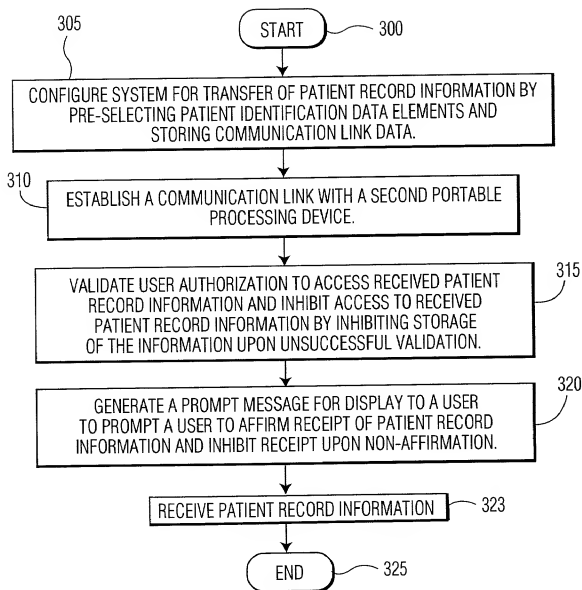 START
300
305
CONFIGURE SYSTEM FOR TRANSFER OF PATIENT RECORD INFORMATION BY
PRE-SELECTING PATIENT IDENTIFICATION DATA ELEMENTS AND
STORING COMMUNICATION LINK DATA.
310
ESTABLISH A COMMUNICATION LINK WITH A SECOND PORTABLE
PROCESSING DEVICE.
VALIDATE USER AUTHORIZATION TO ACCESS RECEIVED PATIENT
RECORD INFORMATION AND INHIBIT ACCESS TO RECEIVED
PATIENT RECORD INFORMATION BY INHIBITING STORAGE
OF THE INFORMATION UPON UNSUCCESSFUL VALIDATION.
315
GENERATE A PROMPT MESSAGE FOR DISPLAY TO A USER
TO PROMPT A USER TO AFFIRM RECEIPT OF PATIENT RECORD
INFORMATION AND INHIBIT RECEIPT UPON NON-AFFIRMATION.
320
RECEIVE PATIENT RECORD INFORMATION
323
END
325